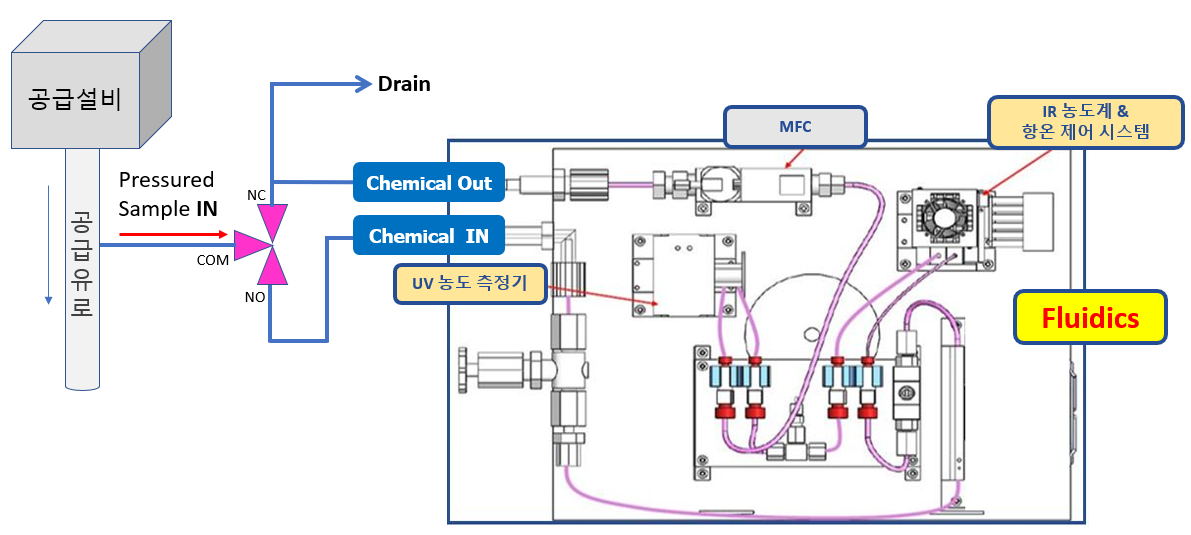 공급설비
공급유로
Pressured
Sample IN
NC
COM
NO
Drain
Chemical Out
Chemical IN
MFC
IR 농도계 &
항온 제어 시스템
UV 농도 측정기
Fluidics